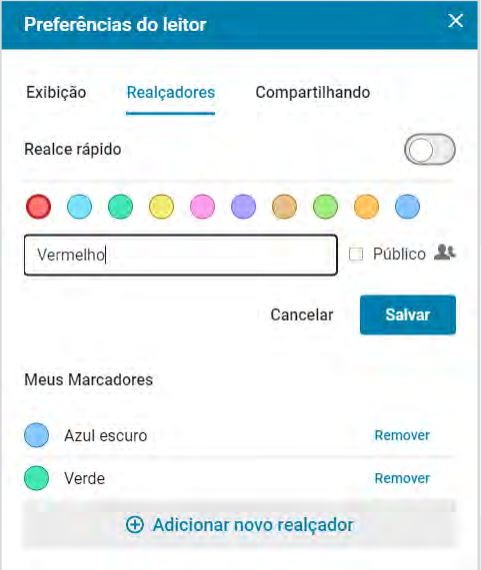 Preferências do leitor
Exibição Realçadores Compartilhando
Realce rápido
Vermelho Público
Cancelar Salvar
Meus Marcadores
Azul escuro Remover
Verde Remover
Adicionar novo realçador